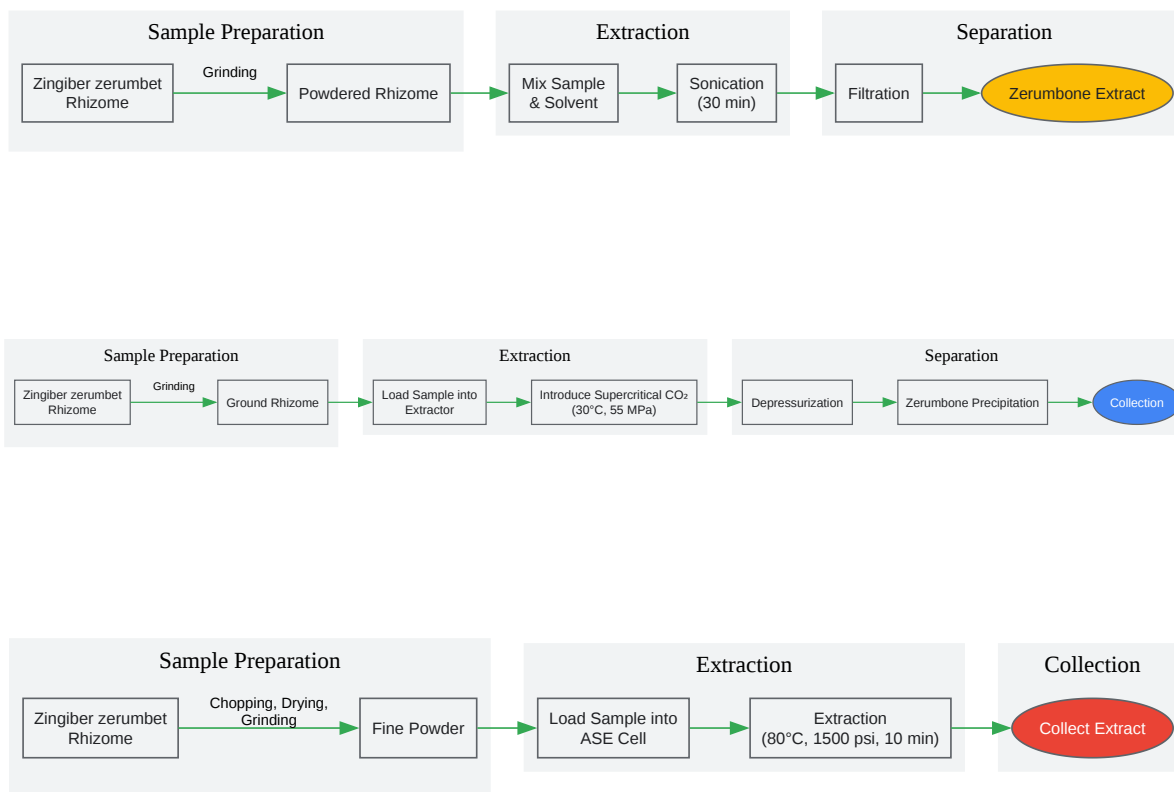 Sample Preparation
Extraction
Separation
Zingiber zerumbet
Rhizome
Grinding
Powdered Rhizome
Mix Sample
& Solvent
Sonication
(30 min)
Filtration
Zerumbone Extract
Sample Preparation
Extraction
Separation
Zingiber zerumbet
Rhizome
Grinding
Ground Rhizome
Load Sample into
Extractor
Introduce Supercritical CO₂
(30°C, 55 MPa)
Depressurization
Zerumbone Precipitation
Collection
Sample Preparation
Extraction
Collection
Zingiber zerumbet
Rhizome
Chopping, Drying,
Grinding
Fine Powder
Load Sample into
ASE Cell
Extraction
(80°C, 1500 psi, 10 min)
Collect Extract